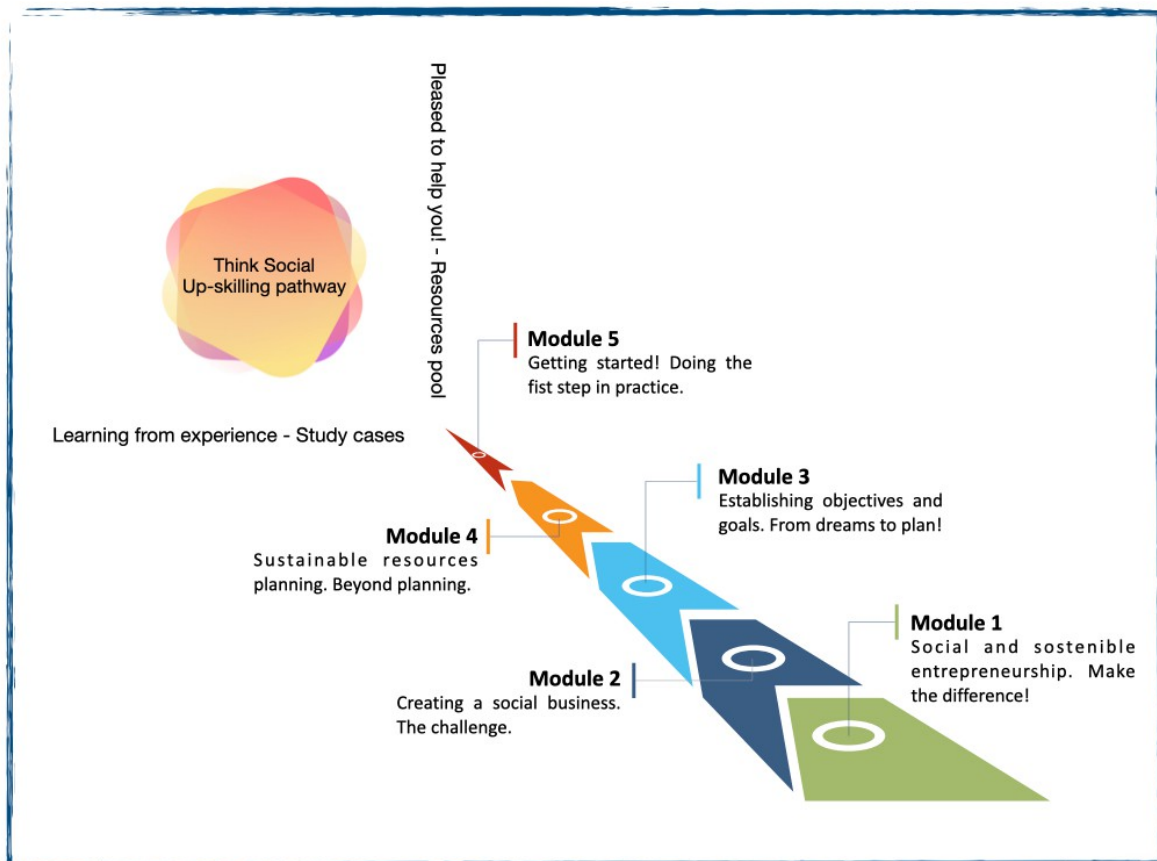 Pleased to help you! - Resources pool
Think Social
Up-skilling pathway
Learning from experience - Study cases
Module 5
Getting started! Doing the
fist step in practice.
Module 3
Establishing objectives and
goals. From dreams to plan!
Module 4
Sustainable resources
planning. Beyond planning.
Module 1
Social and sostenible
entrepreneurship. Make
the difference!
Module 2
Creating a social business.
The challenge.